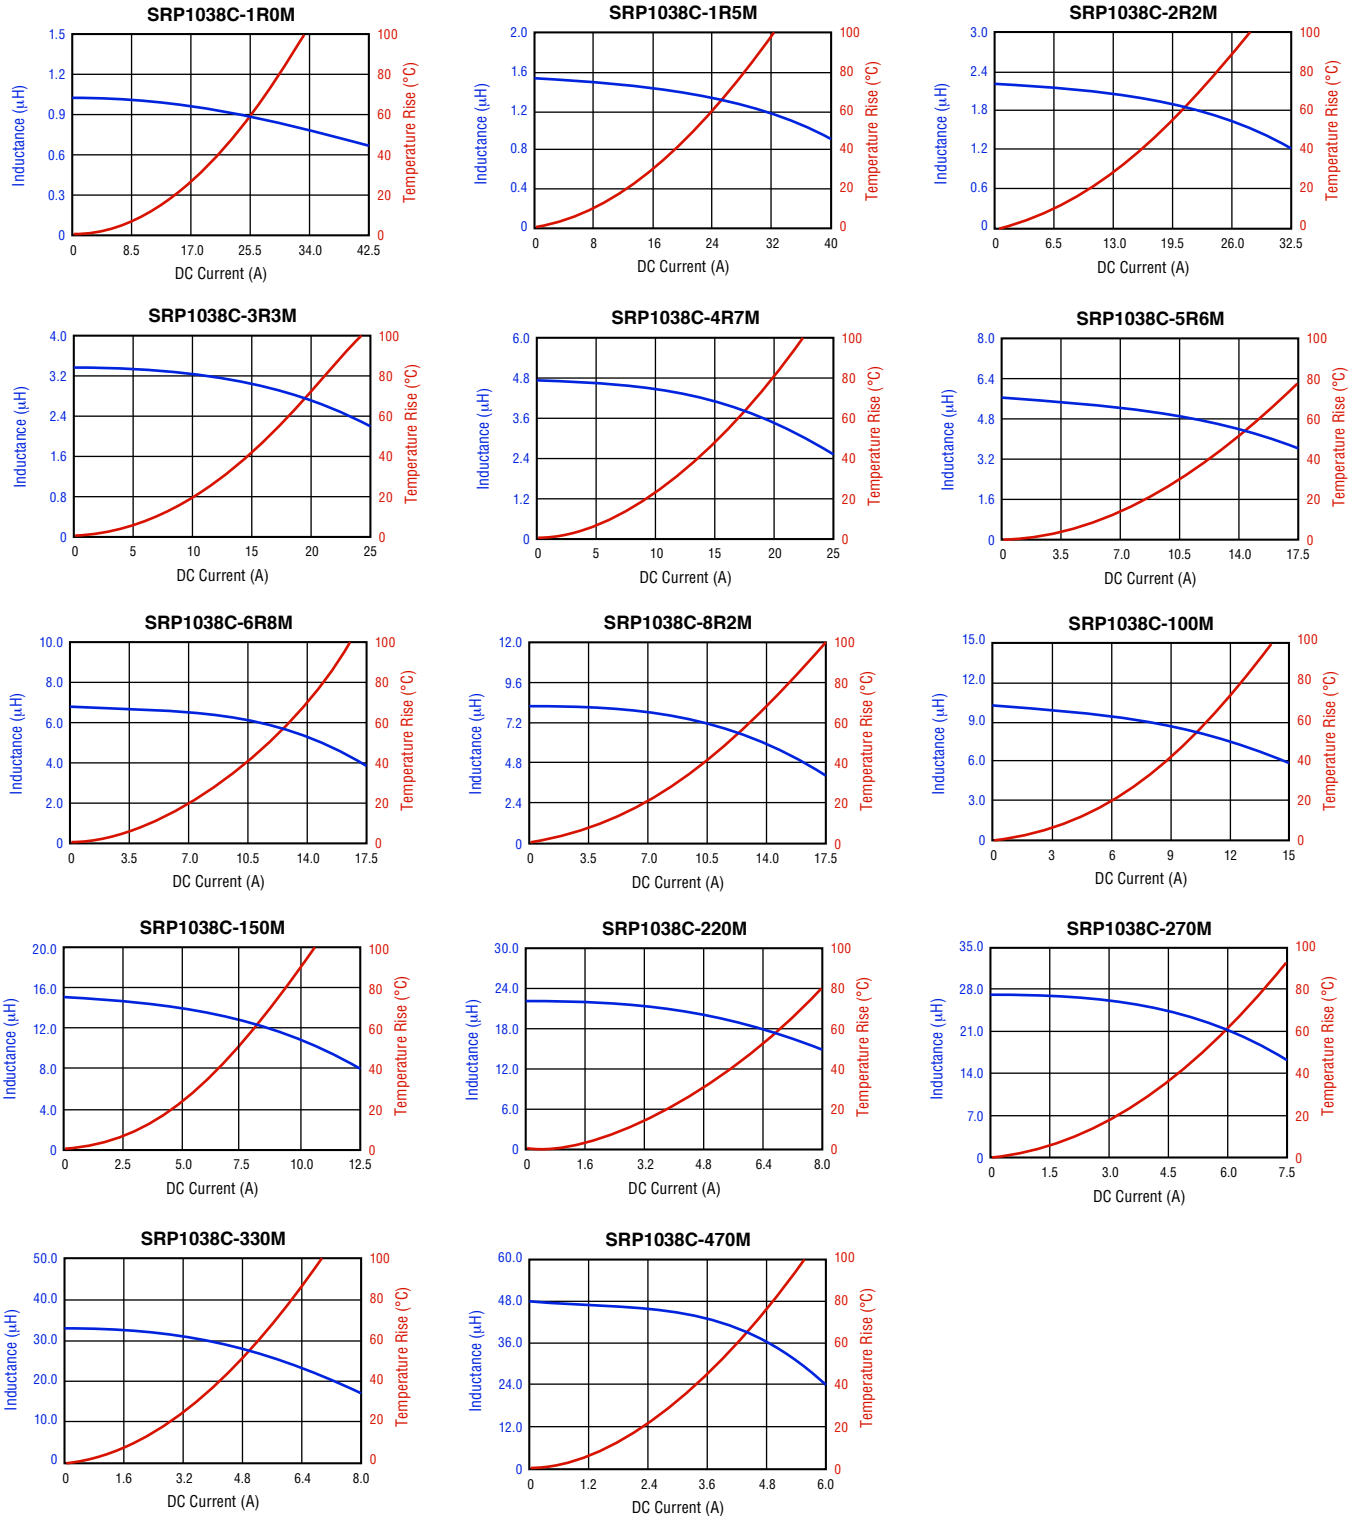 SRP1038C-1R0M
Inductance (µH)
1.5
1.2
0.9
0.6
0.3
0
100
80
60
40
20
0
Temperature Rise (°C)
0 8.5 17.0 25.5 34.0 42.5
DC Current (A)
SRP1038C-1R5M
Inductance (µH)
2.0
1.6
1.2
0.8
0.4
0
100
80
60
40
20
0
Temperature Rise (°C)
0 8 16 24 32 40
DC Current (A)
SRP1038C-2R2M
Inductance (µH)
3.0
2.4
1.8
1.2
0.6
0
100
80
60
40
20
0
Temperature Rise (°C)
0 6.5 13.0 19.5 26.0 32.5
DC Current (A)
SRP1038C-3R3M
Inductance (µH)
4.0
3.2
2.4
1.6
0.8
0
100
80
60
40
20
0
Temperature Rise (°C)
0 5 10 15 20 25
DC Current (A)
SRP1038C-4R7M
Inductance (µH)
6.0
4.8
3.6
2.4
1.2
0
100
80
60
40
20
0
Temperature Rise (°C)
0 5 10 15 20 25
DC Current (A)
SRP1038C-5R6M
Inductance (µH)
8.0
6.4
4.8
3.2
1.6
0
100
80
60
40
20
0
Temperature Rise (°C)
0 3.5 7.0 10.5 14.0 17.5
DC Current (A)
SRP1038C-6R8M
Inductance (µH)
10.0
8.0
6.0
4.0
2.0
0
100
80
60
40
20
0
Temperature Rise (°C)
0 3.5 7.0 10.5 14.0 17.5
DC Current (A)
SRP1038C-8R2M
Inductance (µH)
12.0
9.6
7.2
4.8
2.4
0
100
80
60
40
20
0
Temperature Rise (°C)
0 3.5 7.0 10.5 14.0 17.5
DC Current (A)
SRP1038C-100M
Inductance (µH)
15.0
12.0
9.0
6.0
3.0
0
100
80
60
40
20
0
Temperature Rise (°C)
0 3 6 9 12 15
DC Current (A)
SRP1038C-150M
Inductance (µH)
20.0
16.0
12.0
8.0
4.0
0
100
80
60
40
20
0
Temperature Rise (°C)
0 2.5 5.0 7.5 10.0 12.5
DC Current (A)
SRP1038C-220M
Inductance (µH)
30.0
24.0
18.0
12.0
6.0
0
100
80
60
40
20
0
Temperature Rise (°C)
0 1.6 3.2 4.8 6.4 8.0
DC Current (A)
SRP1038C-270M
Inductance (µH)
35.0
28.0
21.0
14.0
7.0
0
100
80
60
40
20
0
Temperature Rise (°C)
0 1.5 3.0 4.5 6.0 7.5
DC Current (A)
SRP1038C-330M
Inductance (µH)
50.0
40.0
30.0
20.0
10.0
0
100
80
60
40
20
0
Temperature Rise (°C)
0 1.6 3.2 4.8 6.4 8.0
DC Current (A)
SRP1038C-470M
Inductance (µH)
60.0
48.0
36.0
24.0
12.0
0
100
80
60
40
20
0
Temperature Rise (°C)
0 1.2 2.4 3.6 4.8 6.0
DC Current (A)